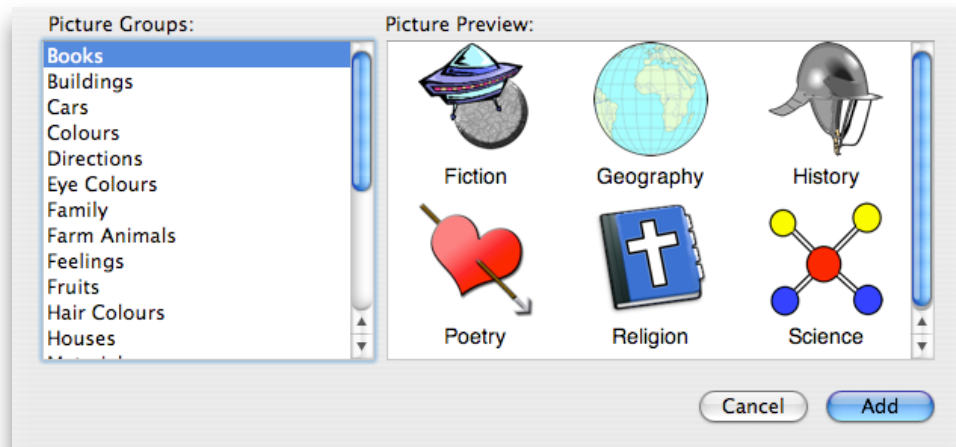 Picture Groups:
Books
Buildings
Cars
Colours
Directions
Eye Colours
Family
Farm Animals
Feelings
Fruits
Hair Colours
Houses
Picture Preview:
Fiction Geography History
Poetry Religion Science
Cancel Add